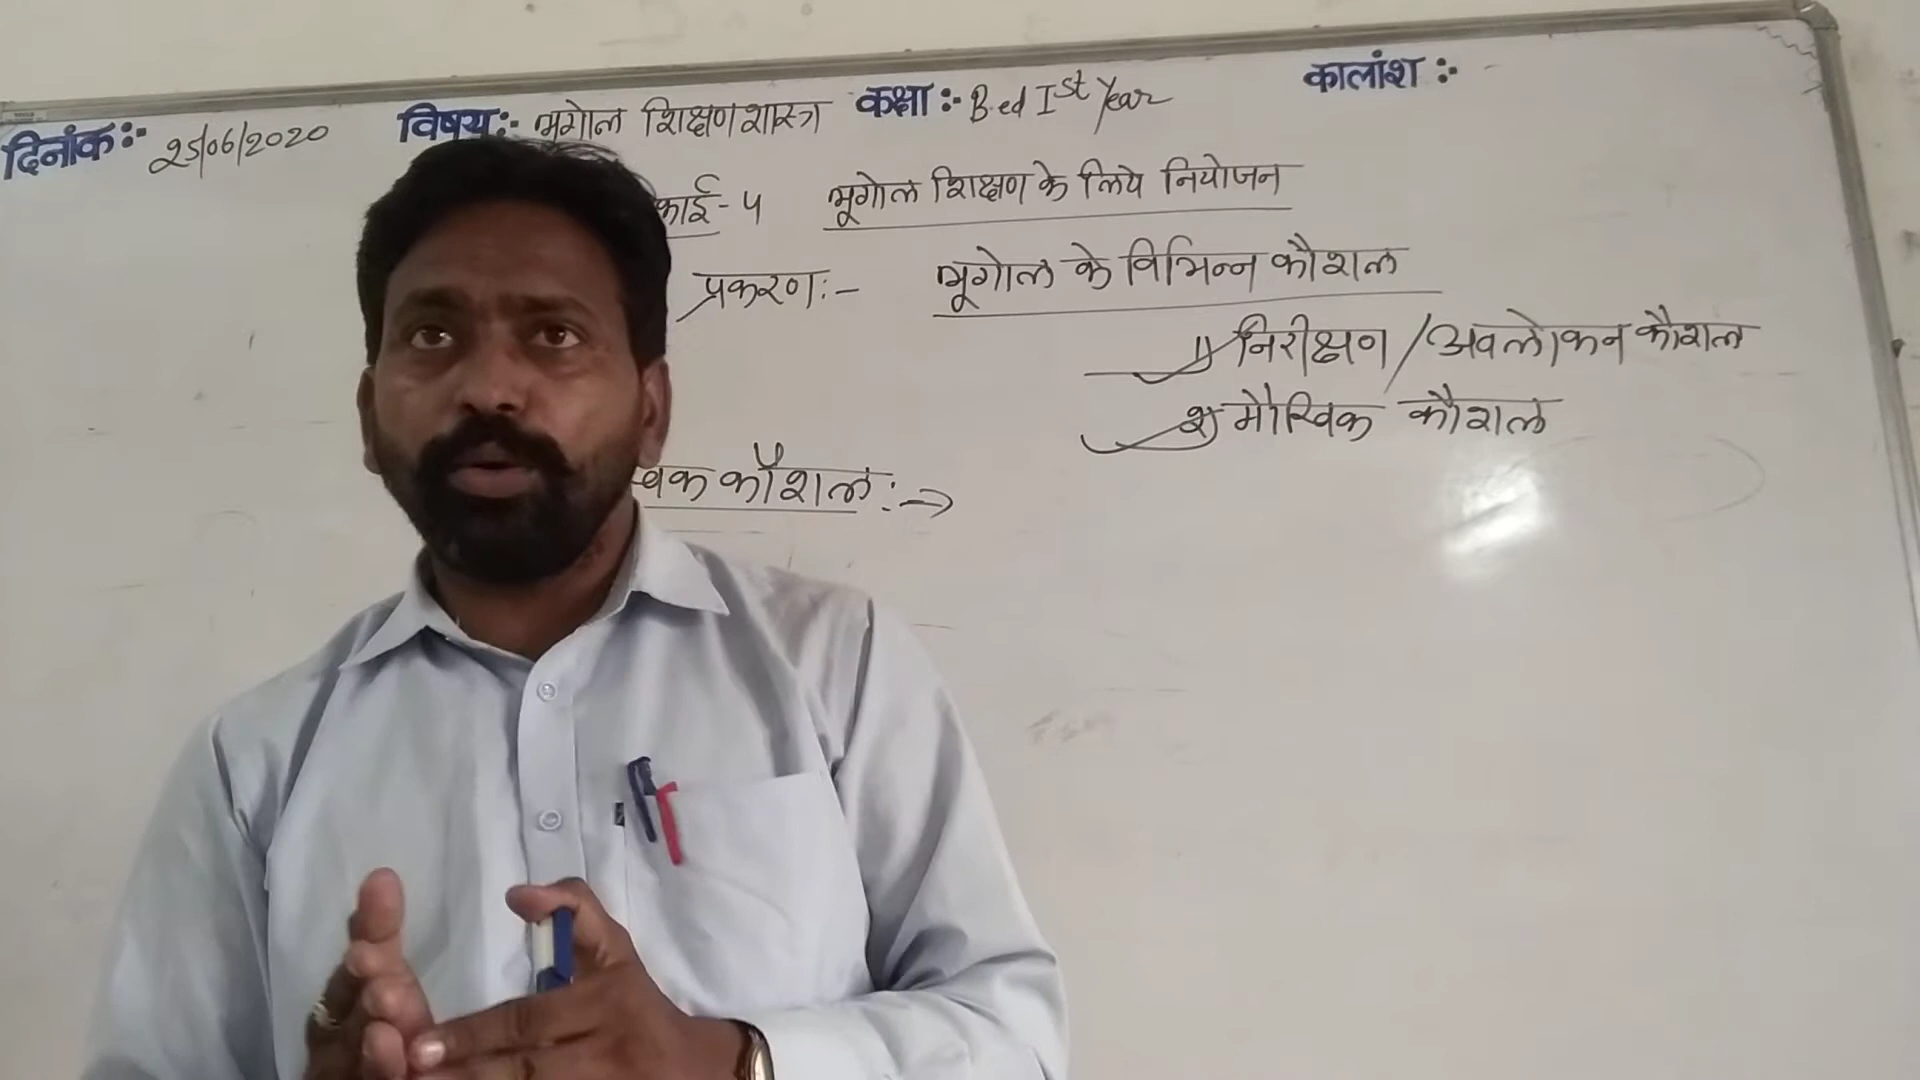 दिनांक:- 25/06/2020 विषय:- भूगोल शिक्षणशास्त्र कक्षा:- B.ed Ist Year कालांश:-
काई - 4 भूगोल शिक्षण के लिये नियोजन
प्रकरण:- भूगोल के विभिन्न कौशल
1) निरीक्षण / अवलोकन कौशल
2) मौखिक कौशल
खिक कौशल :→